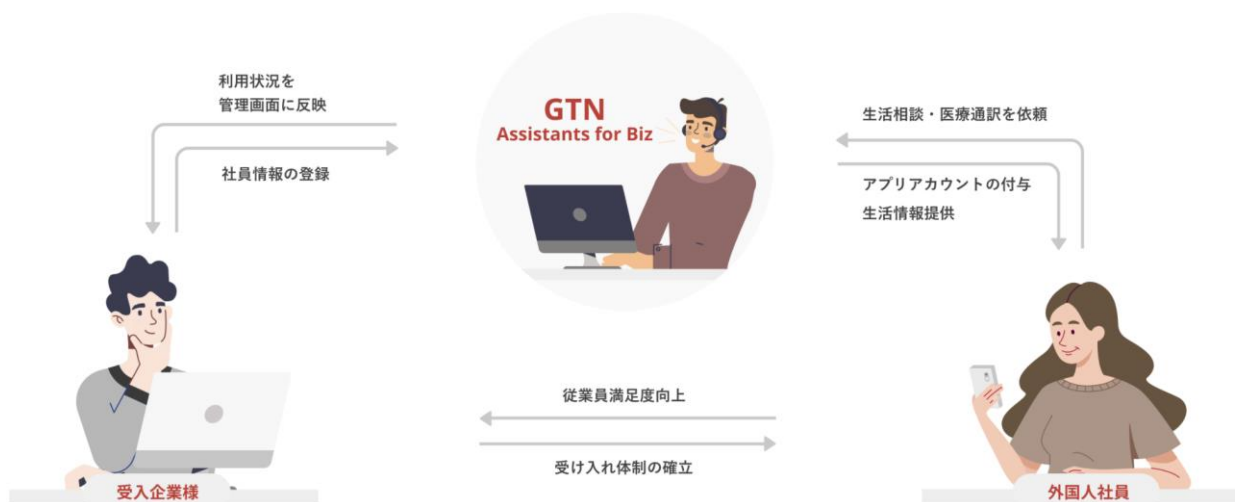 利用状況を
管理画面に反映
社員情報の登録
GTN
Assistants for Biz
生活相談・医療通訳を依頼
アプリアカウントの付与
生活情報提供
従業員満足度向上
受け入れ体制の確立
受入企業様
外国人社員